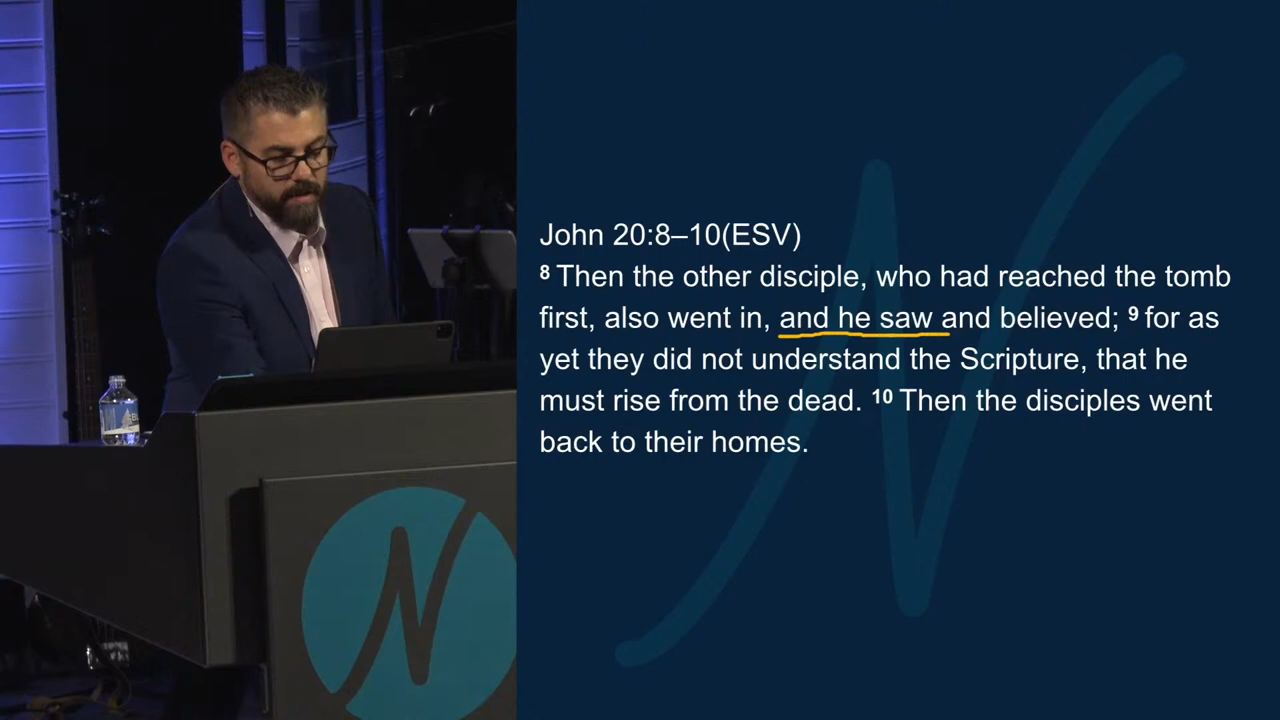 John 20:8–10(ESV)
8 Then the other disciple, who had reached the tomb
first, also went in, and he saw and believed; 9 for as
yet they did not understand the Scripture, that he
must rise from the dead. 10 Then the disciples went
back to their homes.
N